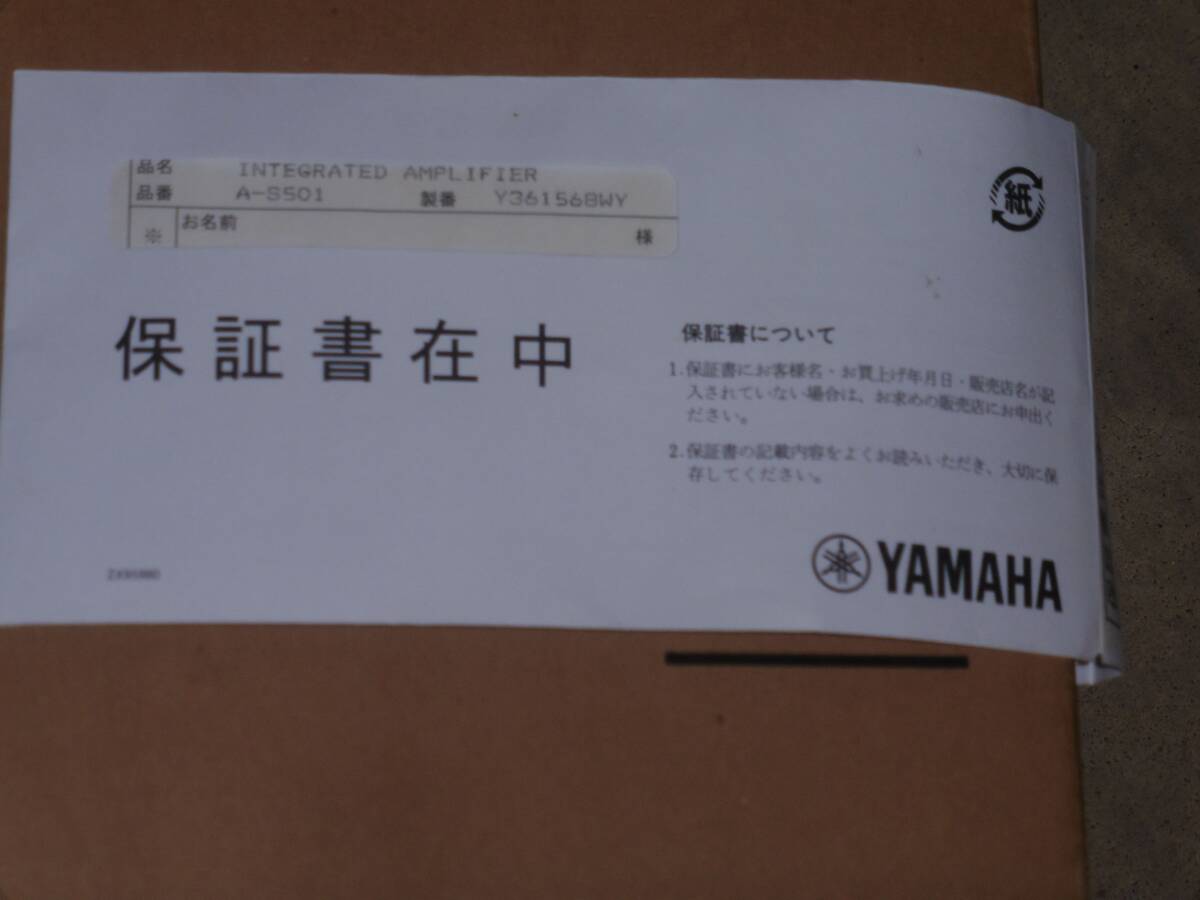 品名 INTEGRATED AMPLIFIER
品番 A-S501 製番 Y361568WY
※ お名前 様
紙
保証書在中
保証書について
1.保証書にお客様名・お買上げ年月日・販売店名が記
入されていない場合は、お求めの販売店にお申出く
ださい。
2.保証書の記載内容をよくお読みいただき、大切に保
存してください。
YAMAHA